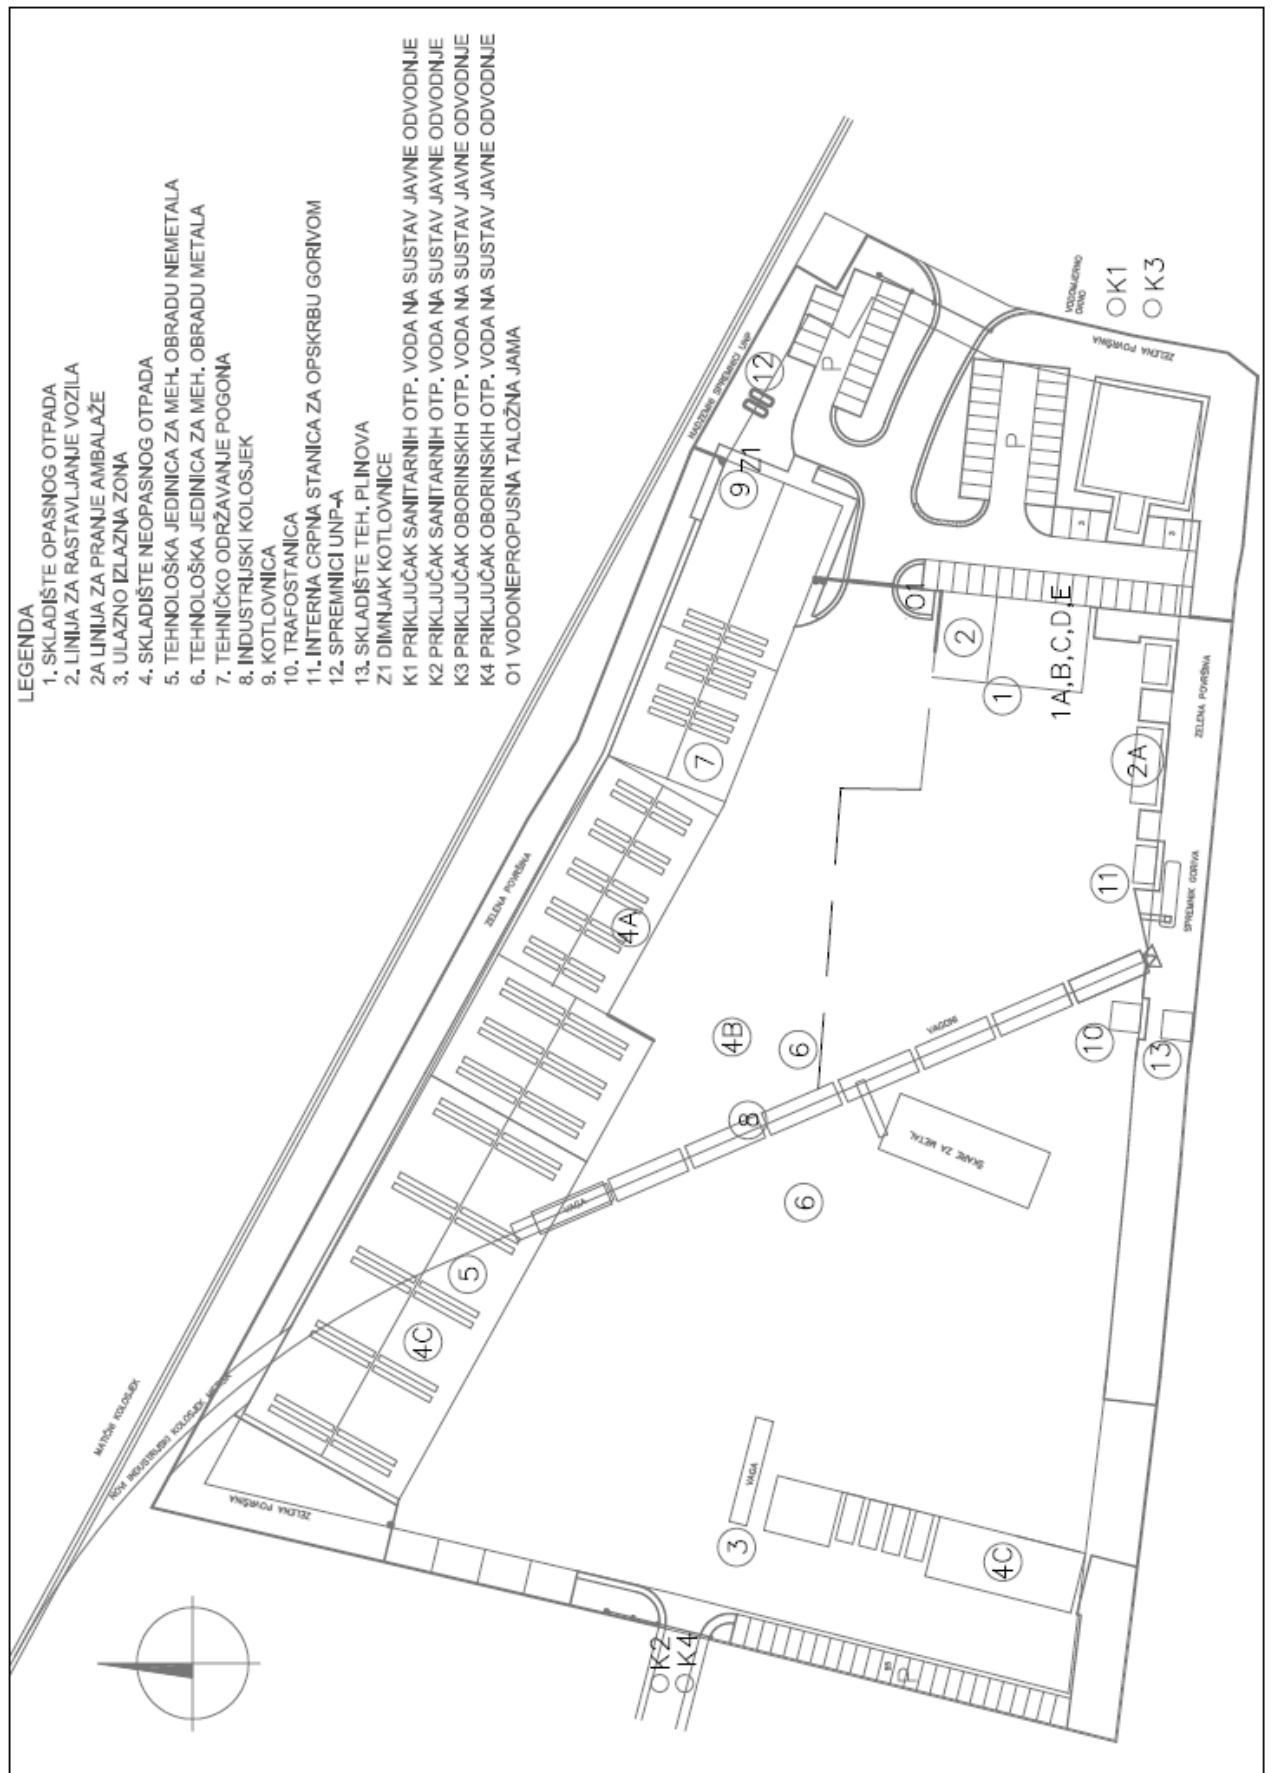 LEGENDA
1. SKLADIŠTE OPASNOG OTPADA
2. LINIJA ZA RASTAVLJANJE VOZILA
2A LINIJA ZA PRANJE AMBALAŽE
3. ULAZNO IZLAZNA ZONA
4. SKLADIŠTE NEOPASNOG OTPADA
5. TEHNOLOŠKA JEDINICA ZA MEH. OBRADU NEMETALA
6. TEHNOLOŠKA JEDINICA ZA MEH. OBRADU METALA
7. TEHNIČKO ODRŽAVANJE POGONA
8. INDUSTRIJSKI KOLOSJEK
9. KOTLOVNICA
10. TRAFOSTANICA
11. INTERNA CRPNA STANICA ZA OPSKRBU GORIVOM
12. SPREMNICI UNP-A
13. SKLADIŠTE TEH. PLINOVA
Z1 DIMNJAK KOTLOVNICE
K1 PRIKLJUČAK SANITARNIH OTP. VODA NA SUSTAV JAVNE ODVODNJE
K2 PRIKLJUČAK SANITARNIH OTP. VODA NA SUSTAV JAVNE ODVODNJE
K3 PRIKLJUČAK OBORINSKIH OTP. VODA NA SUSTAV JAVNE ODVODNJE
K4 PRIKLJUČAK OBORINSKIH OTP. VODA NA SUSTAV JAVNE ODVODNJE
O1 VODONEPROPUSNA TALOŽNA JAMA
MATIČNI KOLOSJEK
NOVI INDUSTRIJSKI KOLOSJEK
ZELENA POVRŠINA
ZELENA POVRŠINA
NADZEMNI SPREMNICI UNP
12
Z1
9
7
4A
4B
5
4C
8
6
6
VAGA
VAGONI
ŠKARE ZA METAL
P
P
ZELENA POVRŠINA
VODOMJERNO
OKNO
K1
K3
3
3
O1
2
1
1A,B,C,D,E
2A
ZELENA POVRŠINA
11
SPREMNIK GORIVA
10
13
VAGA
3
4C
K2
K4
P